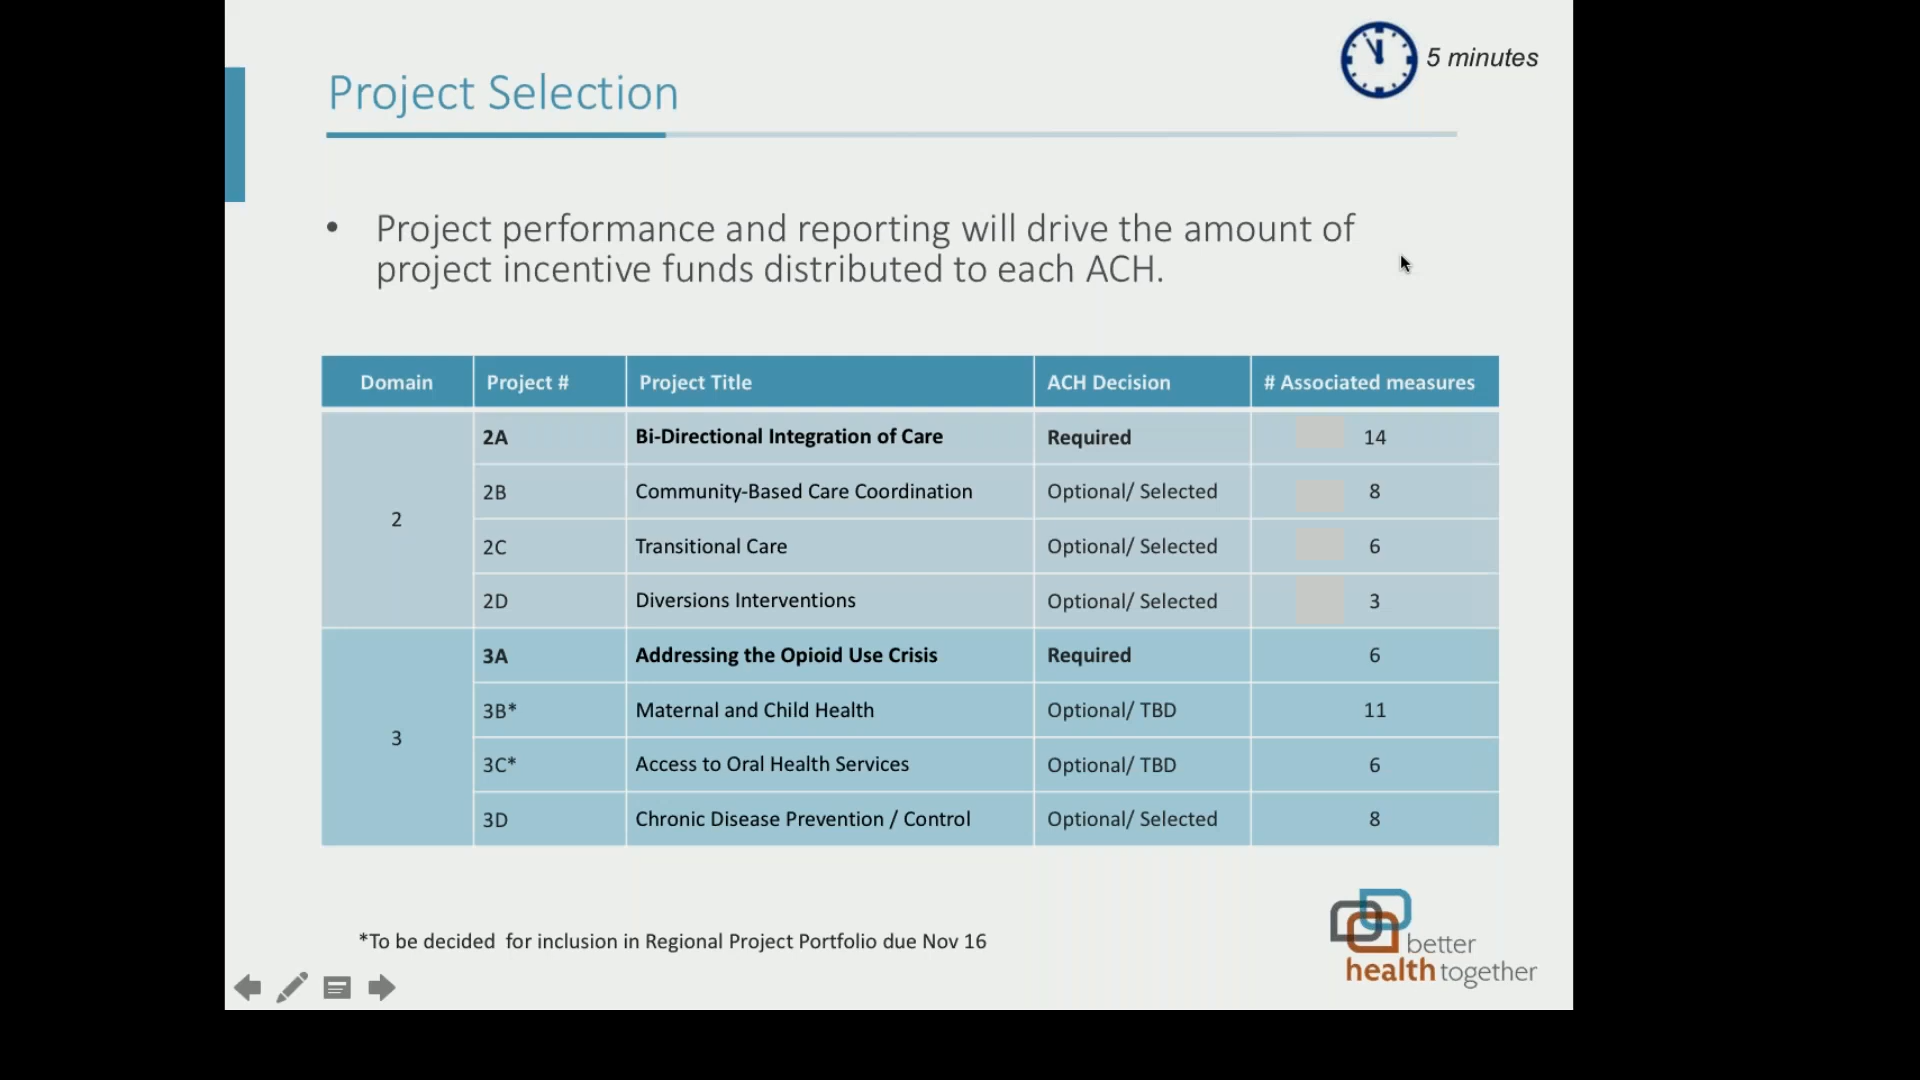 5 minutes
Project Selection
• Project performance and reporting will drive the amount of
project incentive funds distributed to each ACH.
Domain Project # Project Title ACH Decision # Associated measures
2
2A Bi-Directional Integration of Care Required 14
2B Community-Based Care Coordination Optional/ Selected 8
2C Transitional Care Optional/ Selected 6
2D Diversions Interventions Optional/ Selected 3
3
3A Addressing the Opioid Use Crisis Required 6
3B* Maternal and Child Health Optional/ TBD 11
3C* Access to Oral Health Services Optional/ TBD 6
3D Chronic Disease Prevention / Control Optional/ Selected 8
*To be decided for inclusion in Regional Project Portfolio due Nov 16
better
health together